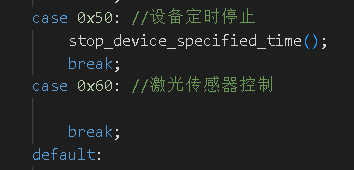 case 0x50: //设备定时停止
stop_device_specified_time();
break;
case 0x60: //激光传感器控制
break;
default: